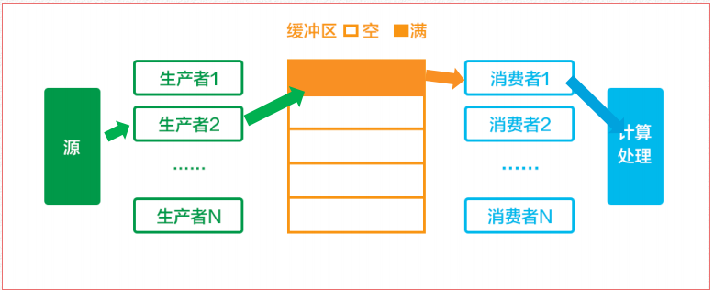 缓冲区 空 满
源
生产者1
生产者2
······
生产者N
消费者1
消费者2
······
消费者N
计算
处理